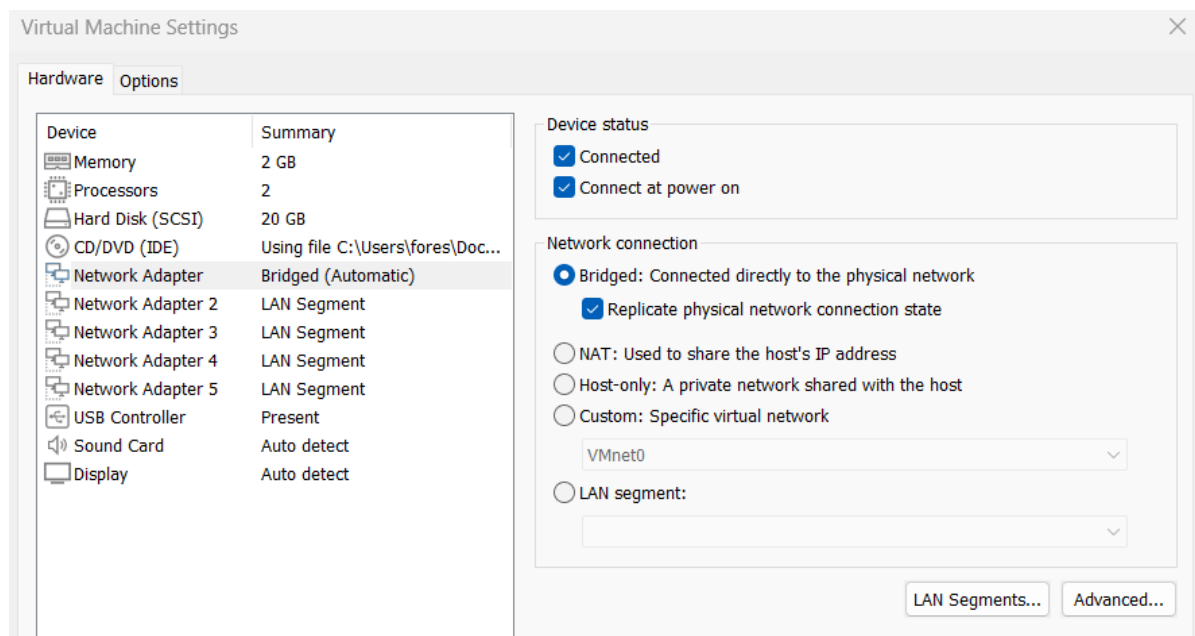 Virtual Machine Settings
Hardware Options
Device Summary
Memory 2 GB
Processors 2
Hard Disk (SCSI) 20 GB
CD/DVD (IDE) Using file C:\Users\fores\Doc...
Network Adapter Bridged (Automatic)
Network Adapter 2 LAN Segment
Network Adapter 3 LAN Segment
Network Adapter 4 LAN Segment
Network Adapter 5 LAN Segment
USB Controller Present
Sound Card Auto detect
Display Auto detect
Device status
Connected
Connect at power on
Network connection
Bridged: Connected directly to the physical network
Replicate physical network connection state
NAT: Used to share the host's IP address
Host-only: A private network shared with the host
Custom: Specific virtual network
VMnet0
LAN segment:
LAN Segments... Advanced...